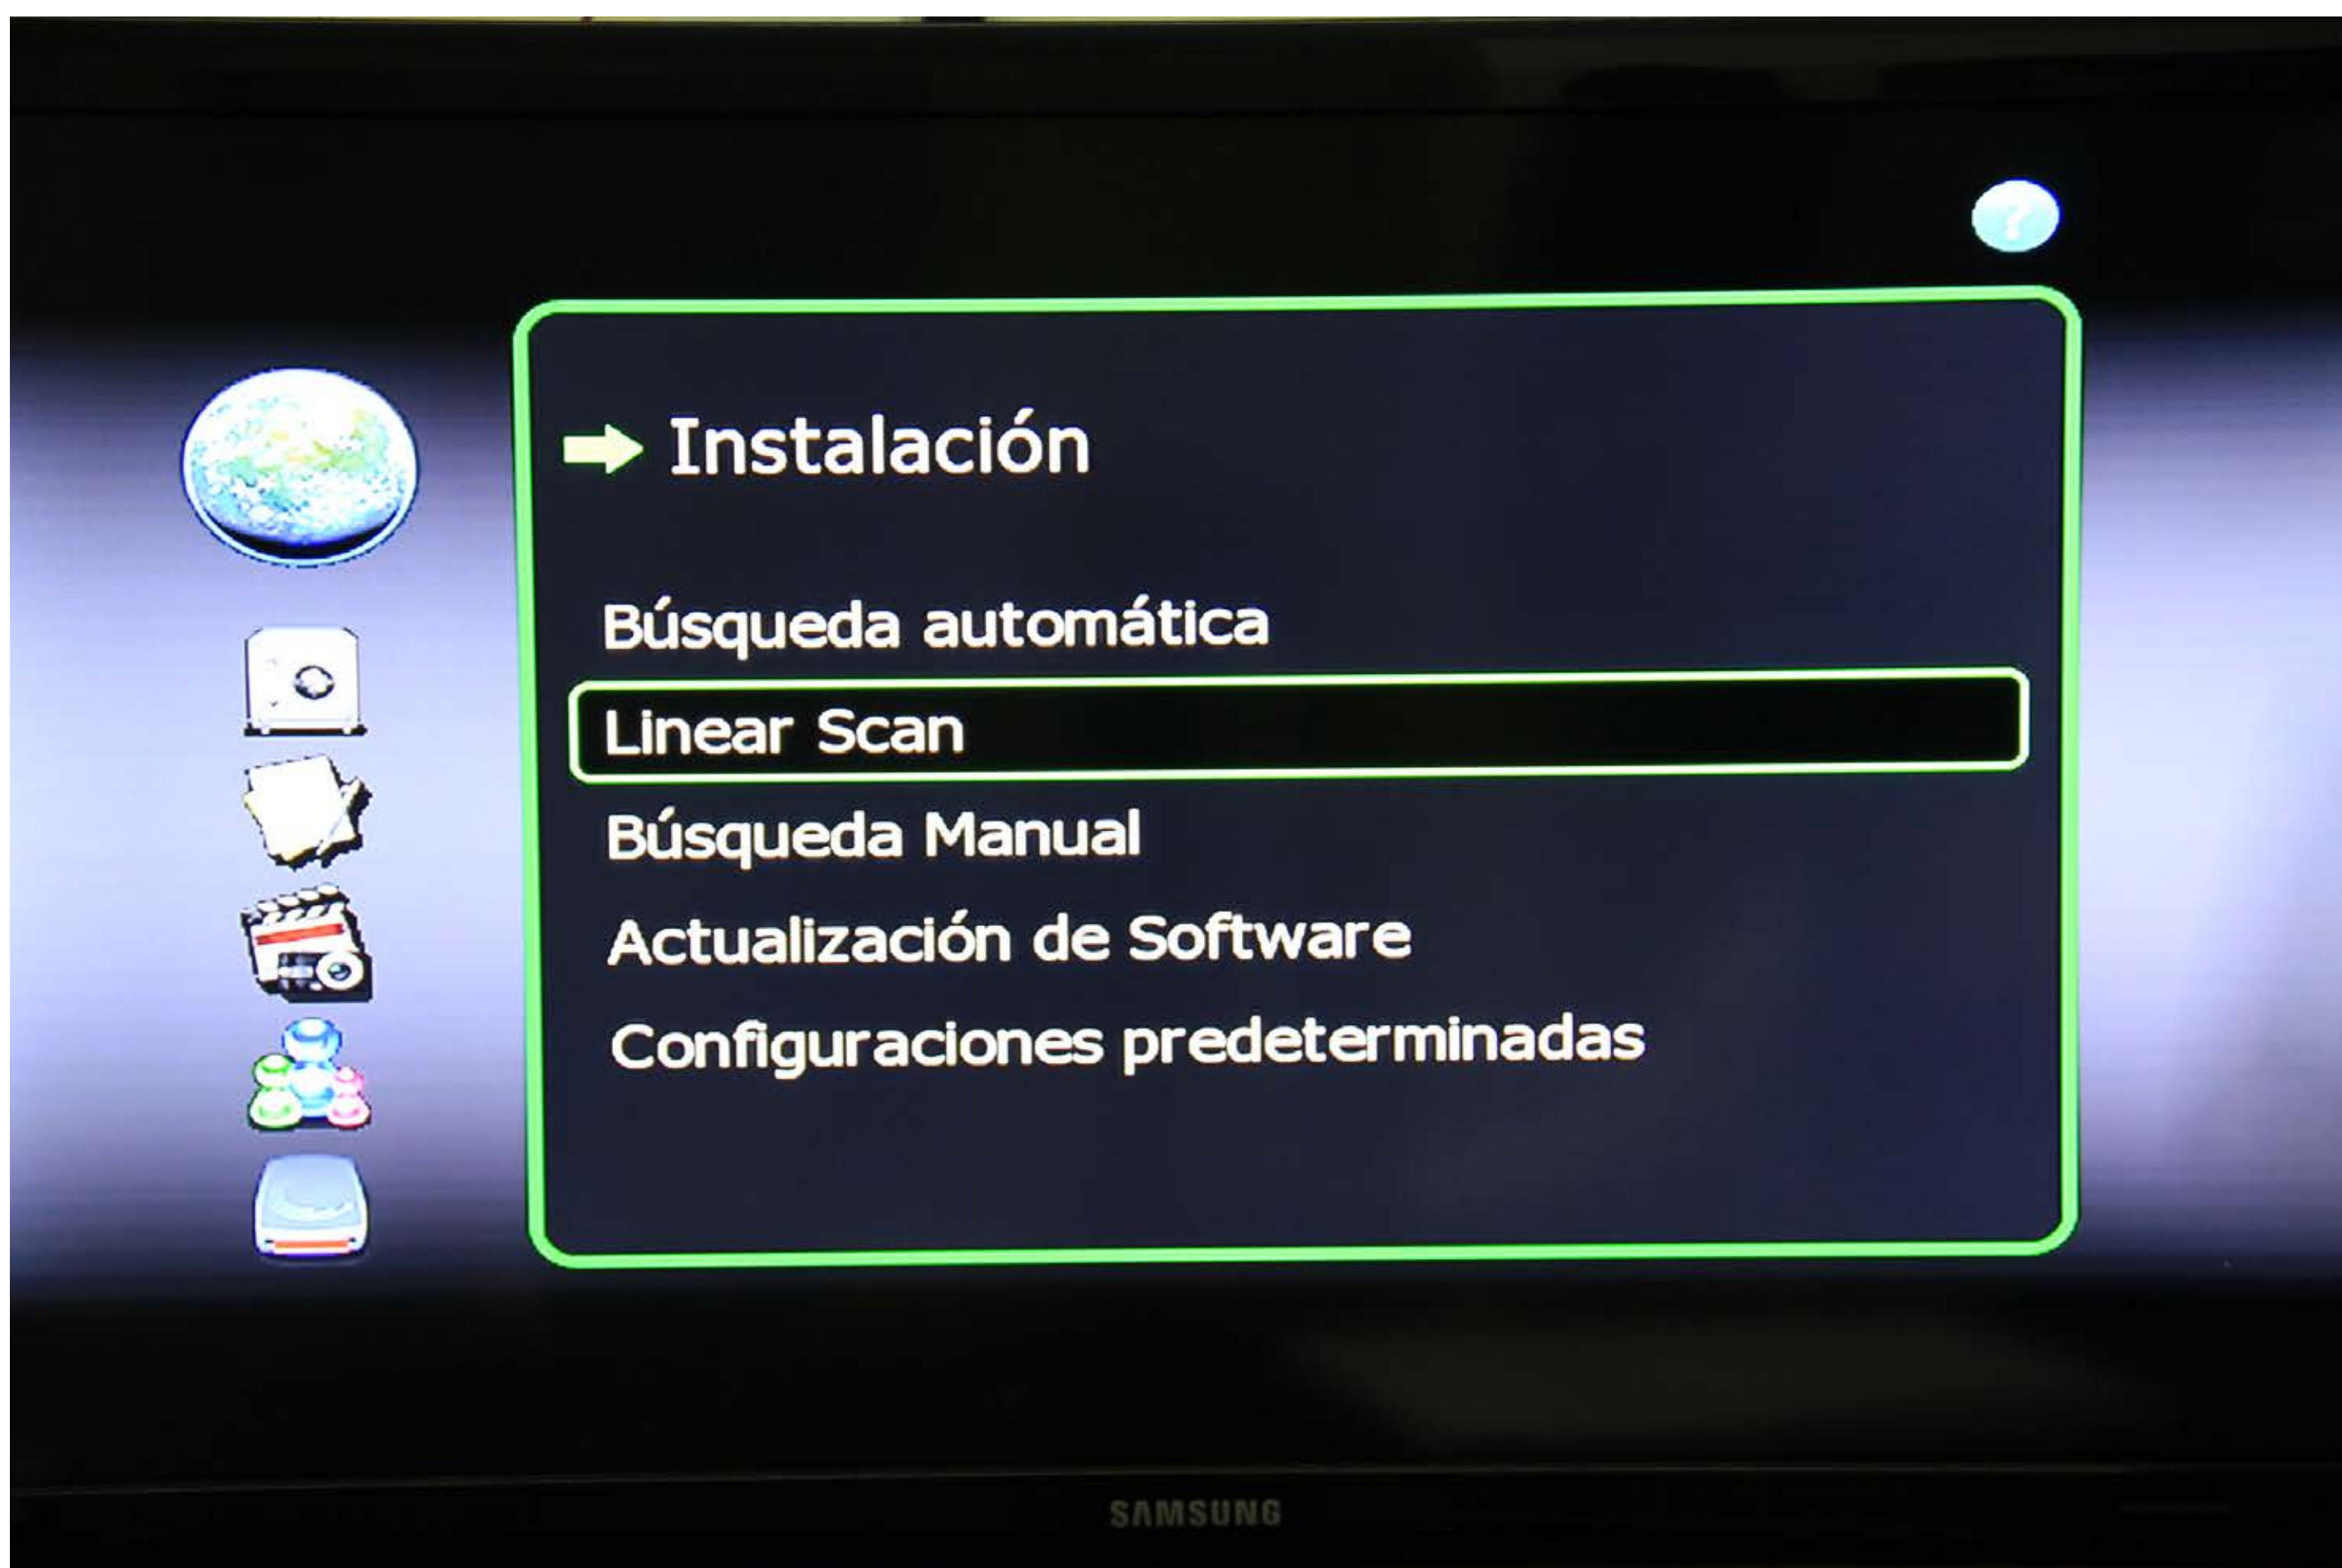 ?
Instalación
Búsqueda automática
Linear Scan
Búsqueda Manual
Actualización de Software
Configuraciones predeterminadas
SAMSUNG